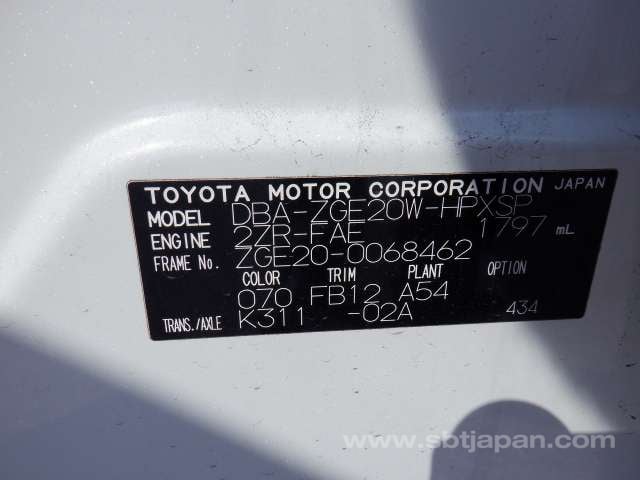 TOYOTA MOTOR CORPORATION JAPAN
MODEL DBA-ZGE20W-HPXSP
ENGINE 2ZR-FAE 1797 mL
FRAME No. ZGE20-0068462
COLOR TRIM PLANT OPTION
070 FB12 A54
TRANS./AXLE K311 -02A 434
www.sbtjapan.com